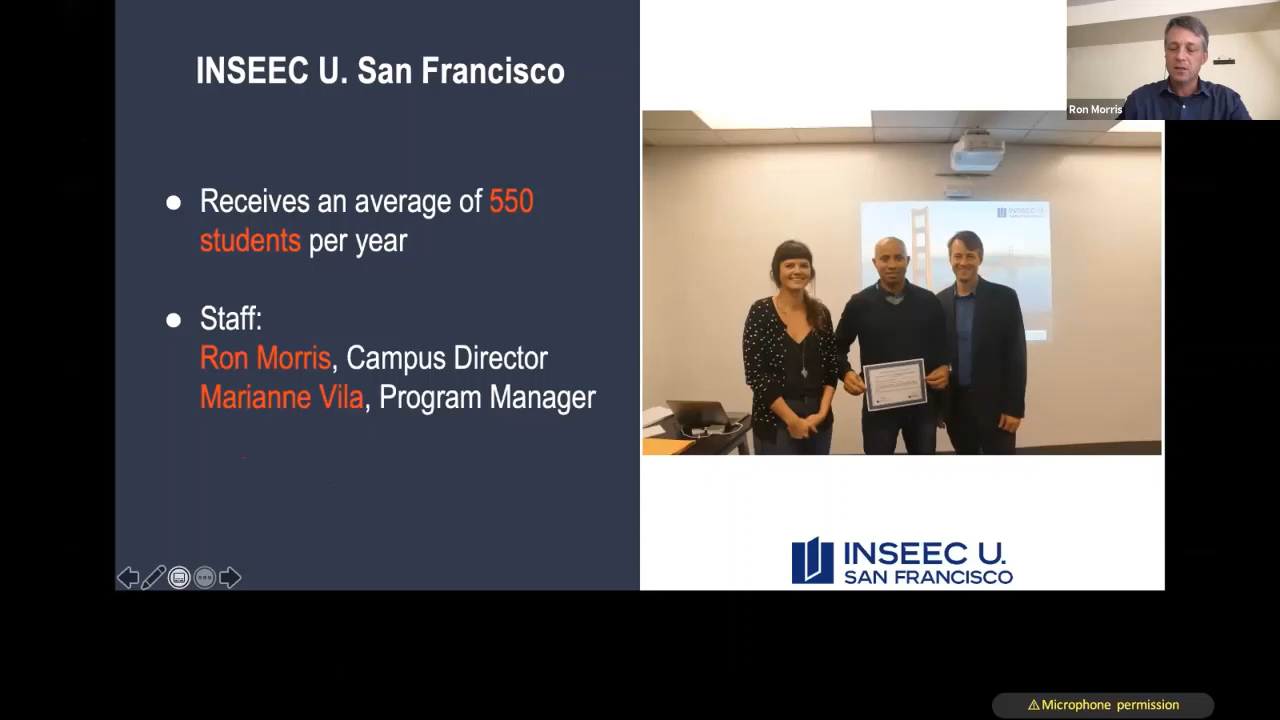 INSEEC U. San Francisco
Ron Morris
● Receives an average of 550
students per year
● Staff:
Ron Morris, Campus Director
Marianne Vila, Program Manager
INSEEC U.
INSEEC U.
SAN FRANCISCO
⚠Microphone permission